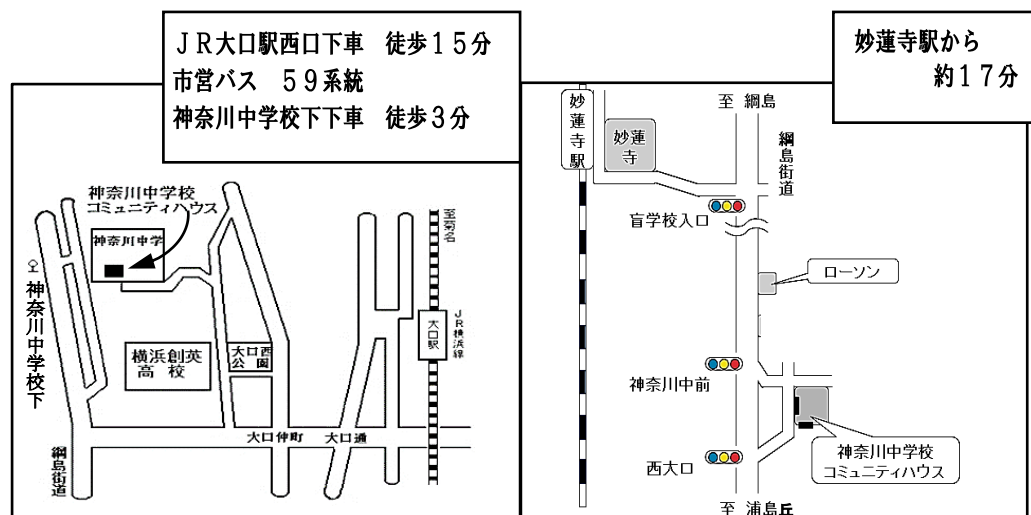 ＪＲ大口駅西口下車　徒歩１５分
市営バス　５９系統
神奈川中学校下下車　徒歩３分
神奈川中学校
コミュニティハウス
神奈川中学
神奈川中学校下
横浜創英
高校
大口西
公園
至菊名
ＪＲ横浜線
大口駅
大口仲町
大口通
綱島街道
妙蓮寺駅から
約１７分
妙蓮寺駅
妙蓮
寺
至 綱島
綱島街道
盲学校入口
ローソン
神奈川中前
神奈川中学校
コミュニティハウス
西大口
至 浦島丘